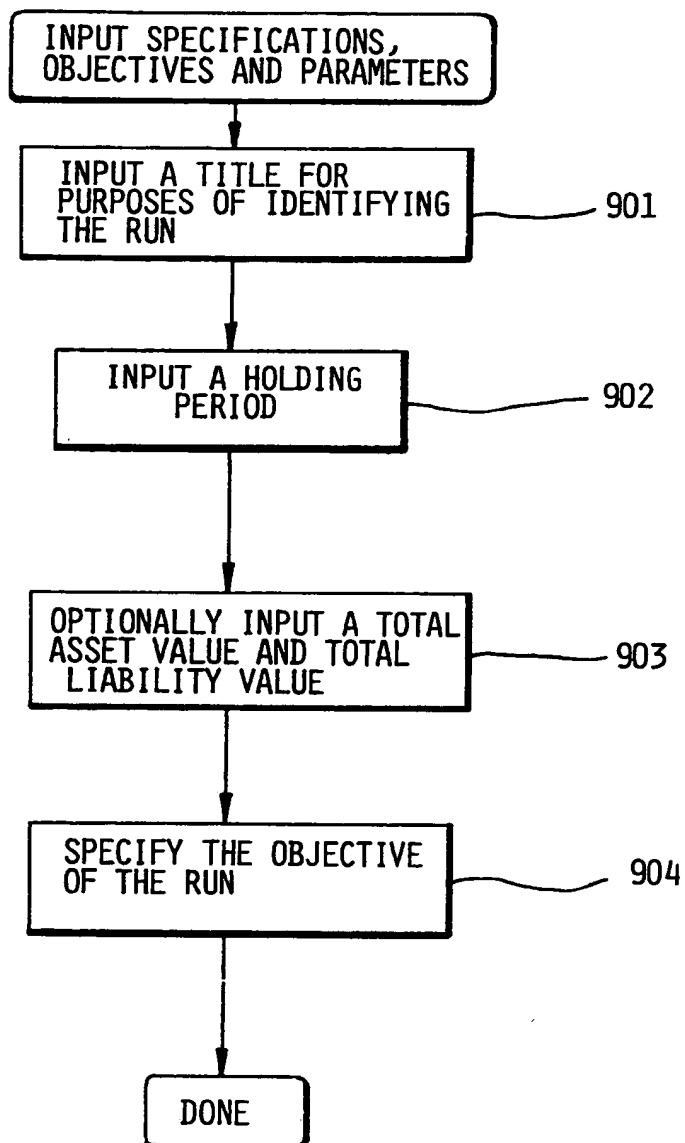 INPUT SPECIFICATIONS,
OBJECTIVES AND PARAMETERS
INPUT A TITLE FOR
PURPOSES OF IDENTIFYING
THE RUN
901
INPUT A HOLDING
PERIOD
902
OPTIONALLY INPUT A TOTAL
ASSET VALUE AND TOTAL
LIABILITY VALUE
903
SPECIFY THE OBJECTIVE
OF THE RUN
904
DONE